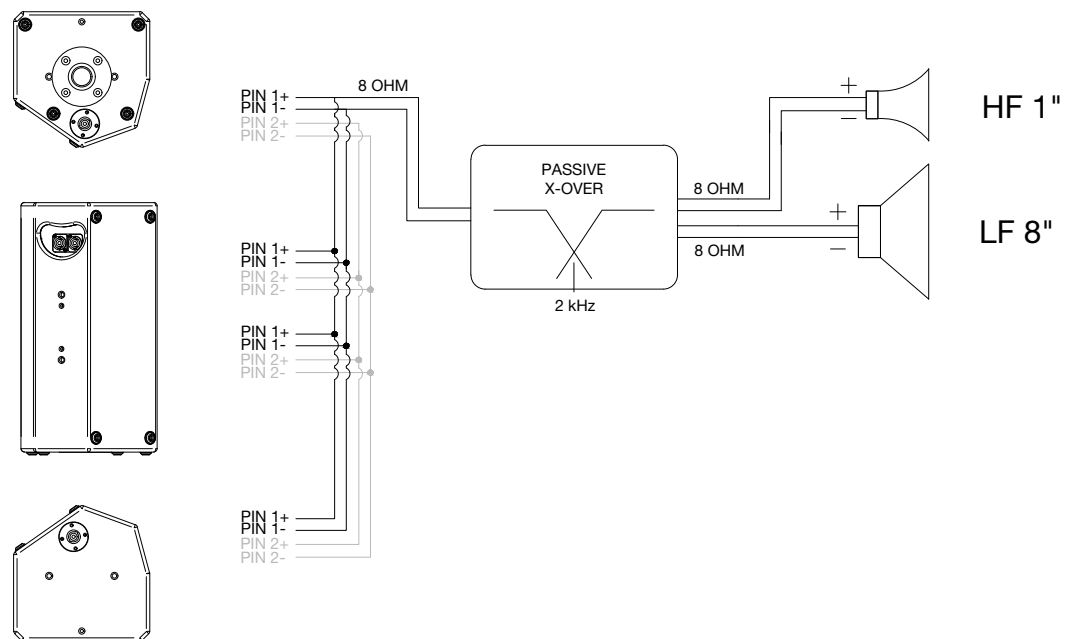 PIN 1+
PIN 1-
PIN 2+
PIN 2-
8 OHM
HF 1"
PASSIVE
X-OVER
8 OHM
LF 8"
8 OHM
2 kHz
PIN 1+
PIN 1-
PIN 2+
PIN 2-
PIN 1+
PIN 1-
PIN 2+
PIN 2-
PIN 1+
PIN 1-
PIN 2+
PIN 2-
+
−
+
−